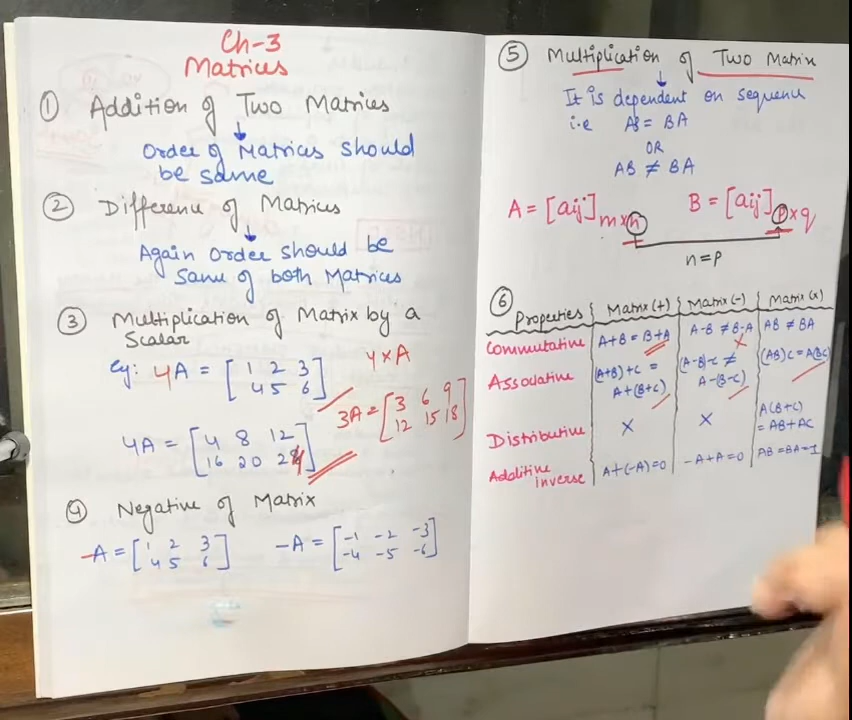 Ch-3
Matrices
① Addition of Two Matrices
↓
Order of Matrices should
be same
② Difference of Matrices
↓
Again order should be
same of both Matrices
③ Multiplication of Matrix by a
Scalar
4×A
eg: 4A = [1 2 3
4 5 6]
3A = [3 6 9
12 15 18]
4A = [4 8 12
16 20 24]
④ Negative of Matrix
-A = [1 2 3
4 5 6]
-A = [-1 -2 -3
-4 -5 -6]
⑤ Multiplication of Two Matrix
↓
It is dependent on sequence
i.e AB = BA
OR
AB ≠ BA
A = [aij] m×n B = [aij] p×q
n=p
⑥ Properties Matrix (+) Matrix (-) Matrix (×)
Commutative A+B = B+A A-B ≠ B-A × AB ≠ BA
Associative (A+B)+C = A+(B+C) (A-B)-C ≠ A-(B-C) (AB)C = A(BC)
Distributive × × A(B+C) = AB+AC
Additive inverse A+(-A)=0 -A+A=0 AB=BA=1